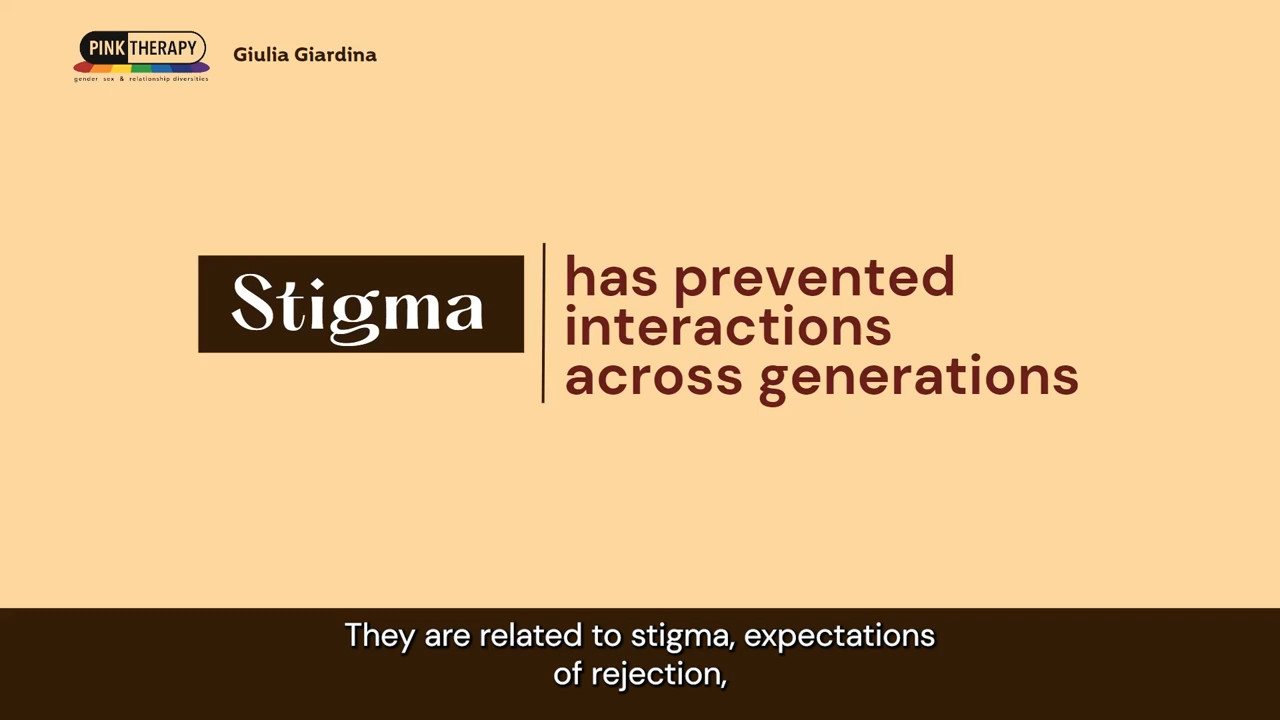 PINK THERAPY
gender sex & relationship diversities
Giulia Giardina
Stigma
has prevented
interactions
across generations
They are related to stigma, expectations
of rejection,